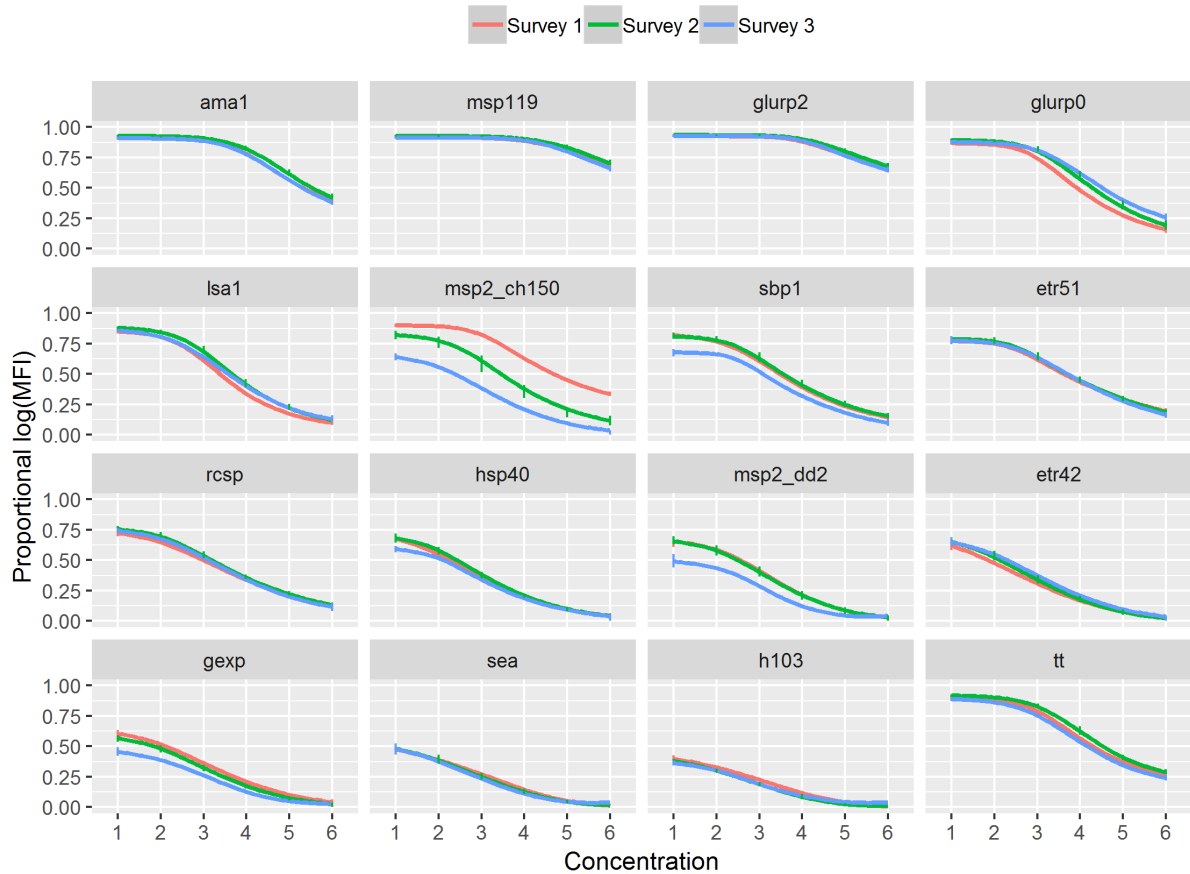 Survey 1 Survey 2 Survey 3
ama1 msp119 glurp2 glurp0
1.00
0.75
0.50
0.25
0.00
lsa1 msp2_ch150 sbp1 etr51
1.00
0.75
0.50
0.25
0.00
Proportional log(MFI)
rcsp hsp40 msp2_dd2 etr42
1.00
0.75
0.50
0.25
0.00
gexp sea h103 tt
1.00
0.75
0.50
0.25
0.00
1 2 3 4 5 6 1 2 3 4 5 6 1 2 3 4 5 6 1 2 3 4 5 6
Concentration